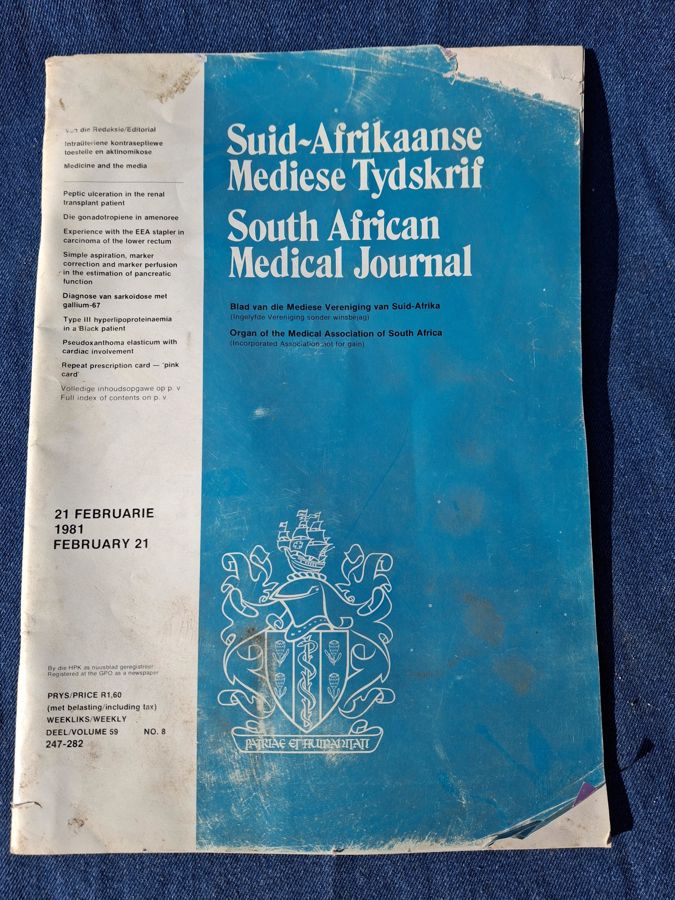 Van die Redaksie/Editorial
Intrauteriene kontraseptiewe
toestelle en aktinomikose
Medicine and the media
Peptic ulceration in the renal
transplant patient
Die gonadotropiene in amenoree
Experience with the EEA stapler in
carcinoma of the lower rectum
Simple aspiration, marker
correction and marker perfusion
in the estimation of pancreatic
function
Diagnose van sarkoidose met
gallium-67
Type III hyperlipoproteinaemia
in a Black patient
Pseudoxanthoma elasticum with
cardiac involvement
Repeat prescription card — 'pink
card'
Volledige inhoudsopgawe op p. v
Full index of contents on p. v
21 FEBRUARIE
1981
FEBRUARY 21
By die HPK as nuusblad geregistreer
Registered at the GPO as a newspaper
PRYS/PRICE R1,60
(met belasting/including tax)
WEEKLIKS/WEEKLY
DEEL/VOLUME 59 NO. 8
247-282
Suid-Afrikaanse
Mediese Tydskrif
South African
Medical Journal
Blad van die Mediese Vereniging van Suid-Afrika
(Ingelyfde Vereniging sonder winsbejag)
Organ of the Medical Association of South Africa
(Incorporated Association not for gain)
PATRIAE ET HUMANITATI